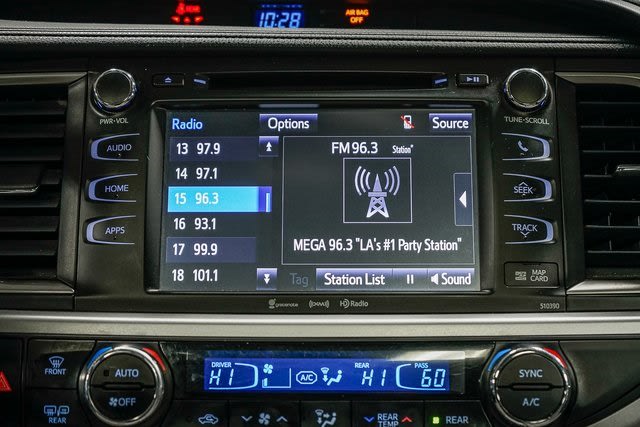 REAR
10:28
AIR BAG
OFF
PWR·VOL
TUNE·SCROLL
AUDIO
HOME
APPS
Radio
Options
Source
13 97.9
14 97.1
15 96.3
16 93.1
17 99.9
18 101.1
FM 96.3 Station"
MEGA 96.3 "LA's #1 Party Station"
Tag
Station List
Sound
SEEK
TRACK
MAP
CARD
gracenote
HD Radio
510390
FRONT
REAR
AUTO
OFF
DRIVER
HI
A/C
REAR
HI
PASS
60
SYNC
A/C
REAR
TEMP
REAR